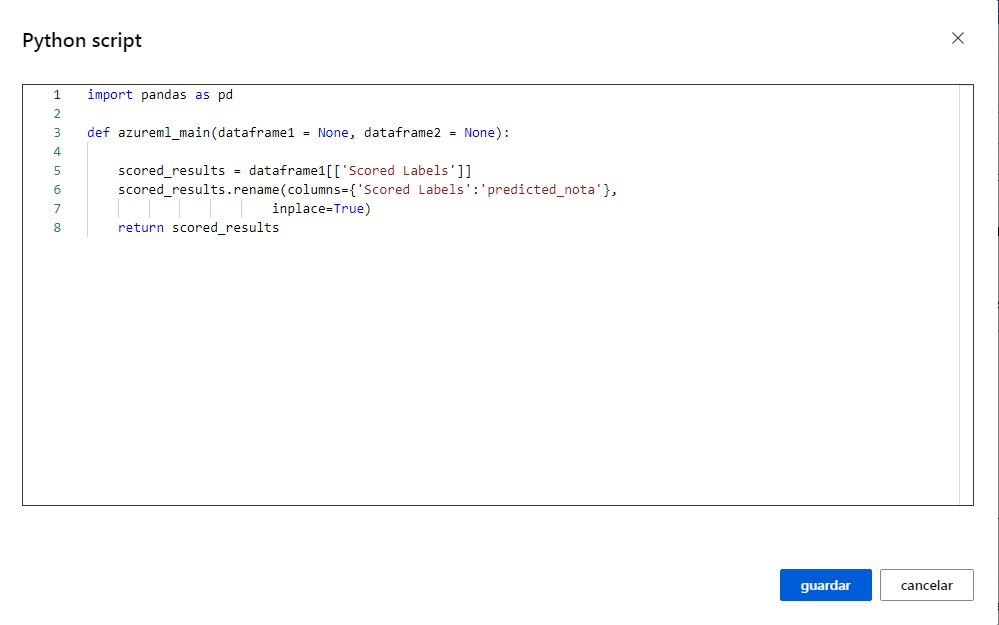 Python script
1 import pandas as pd
2
3 def azureml_main(dataframe1 = None, dataframe2 = None):
4
5 scored_results = dataframe1[['Scored Labels']]
6 scored_results.rename(columns={'Scored Labels':'predicted_nota'},
7 inplace=True)
8 return scored_results
guardar
cancelar